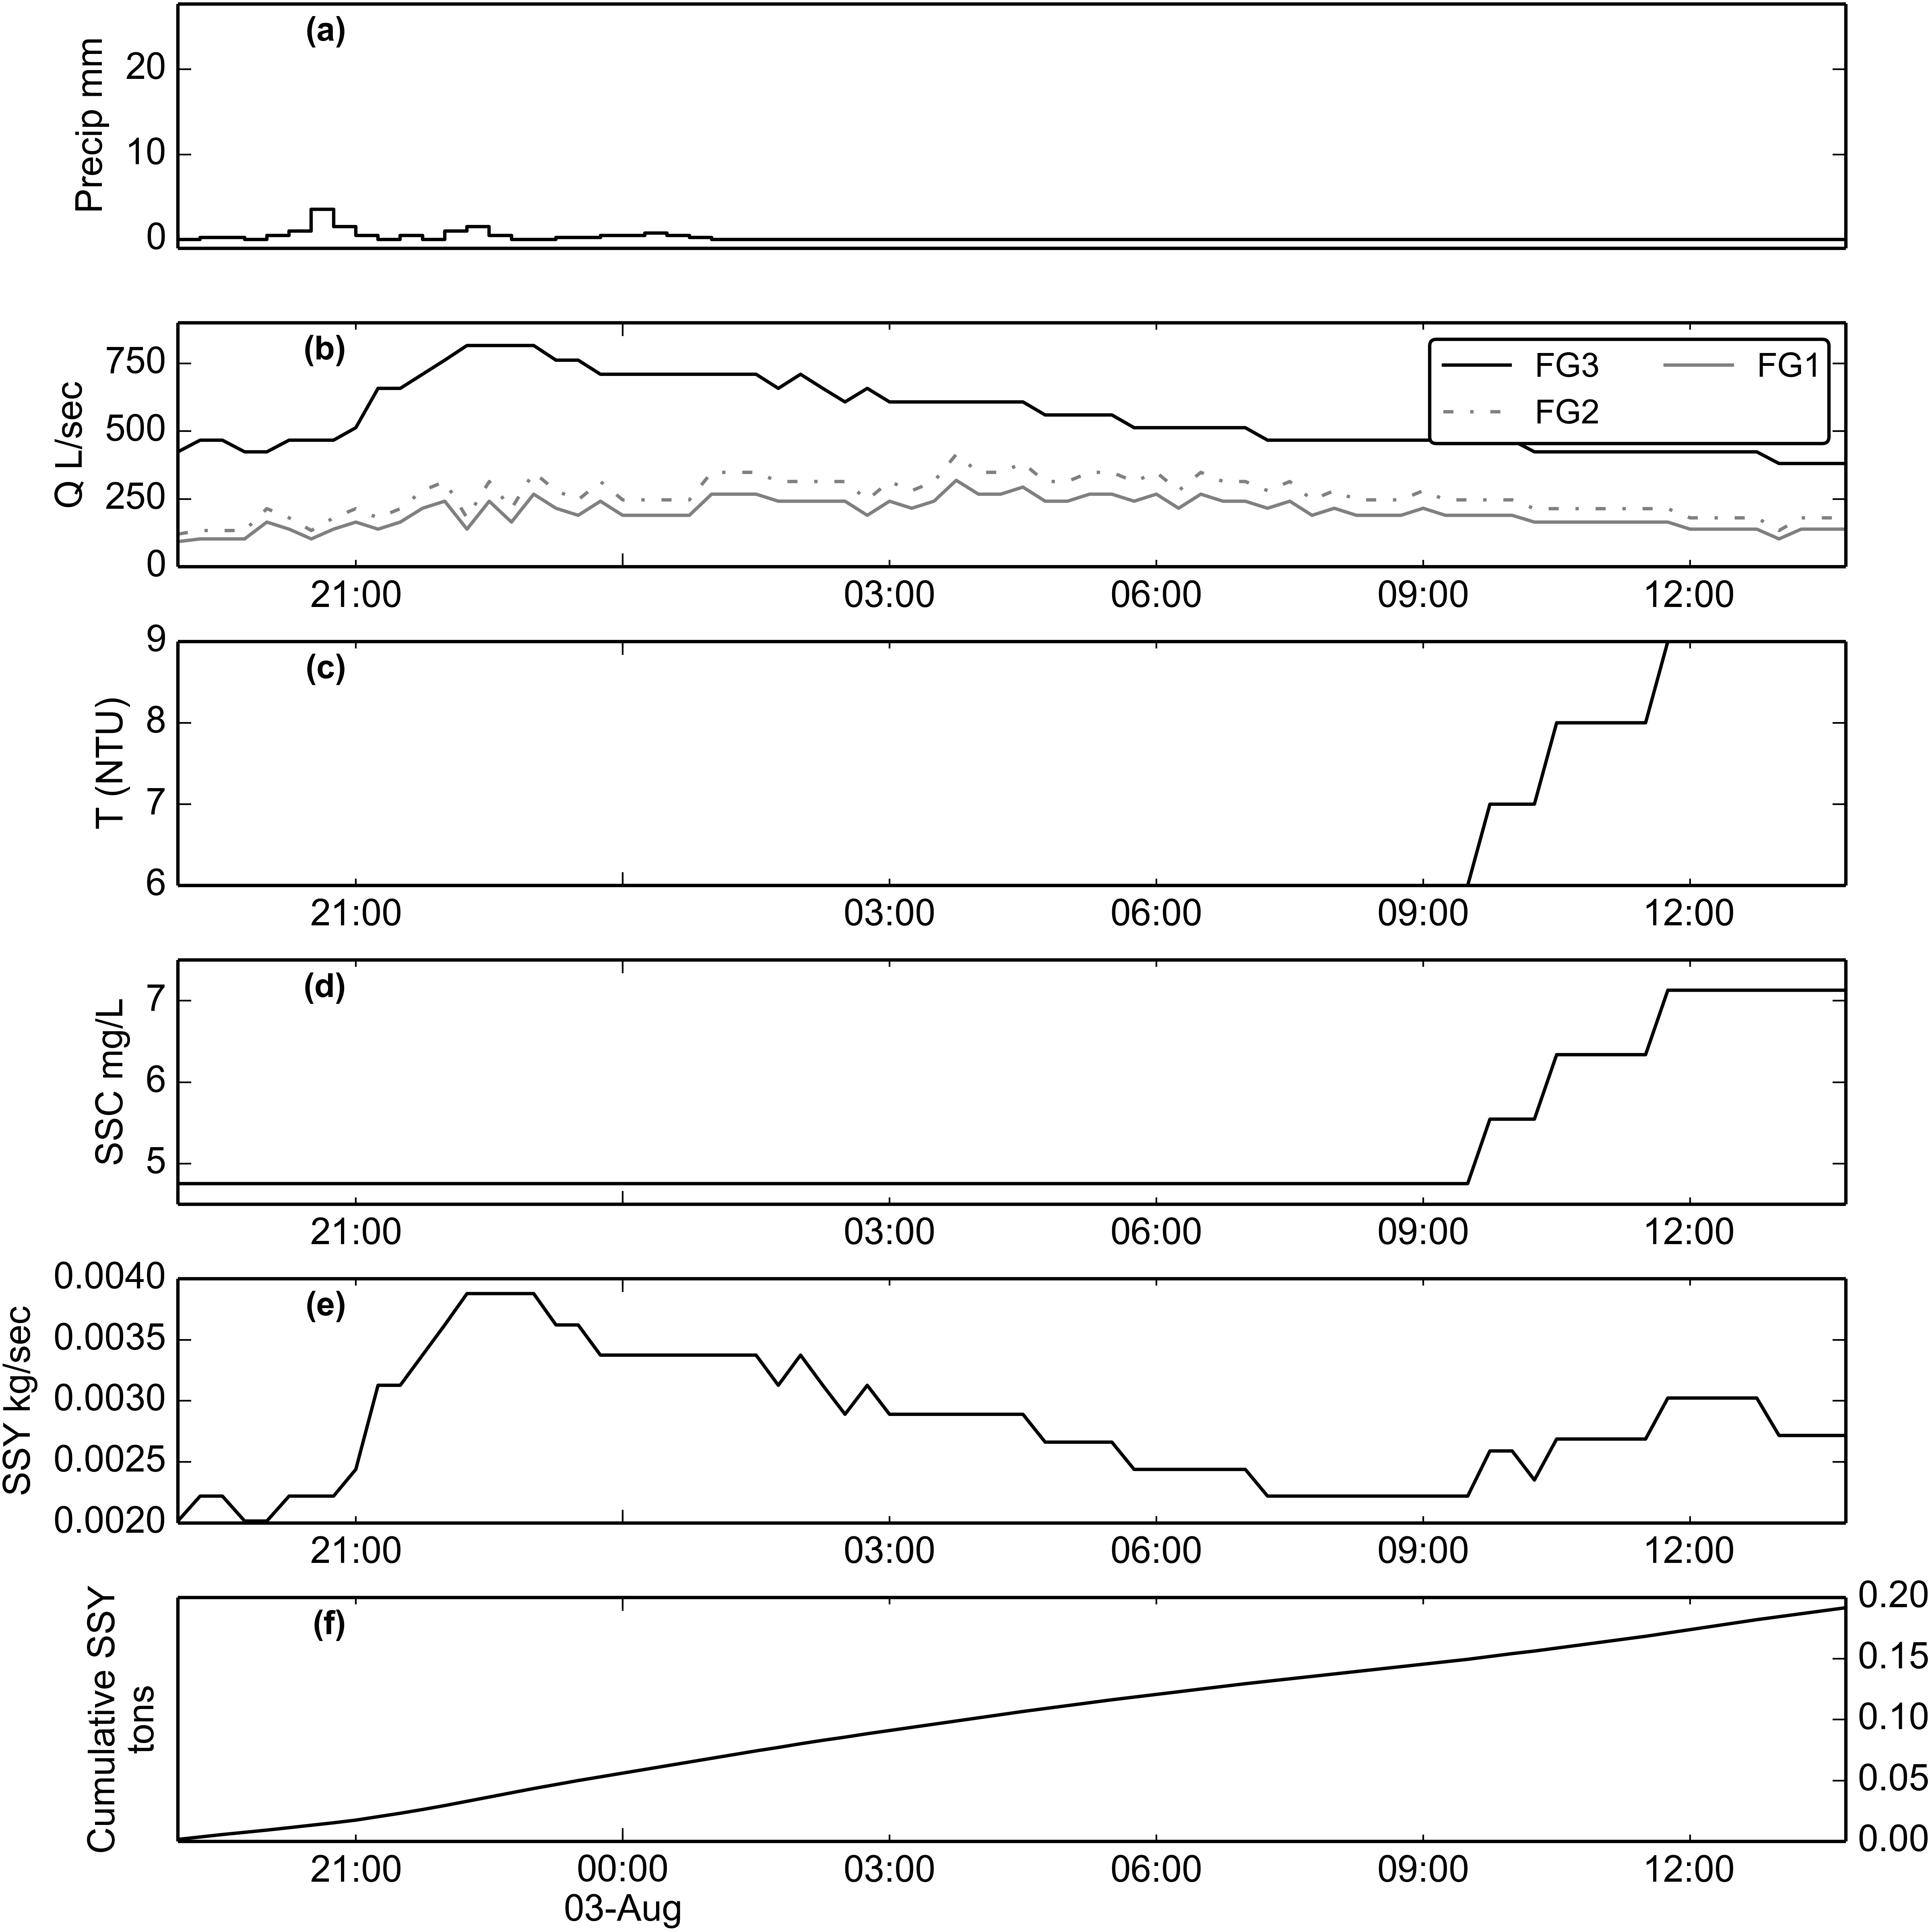 (a)
Precip mm
20
10
0
(b)
Q L/sec
750
500
250
0
FG3 FG1
FG2
21:00 03:00 06:00 09:00 12:00
(c)
T (NTU)
9
8
7
6
21:00 03:00 06:00 09:00 12:00
(d)
SSC mg/L
7
6
5
21:00 03:00 06:00 09:00 12:00
(e)
SSY kg/sec
0.0040
0.0035
0.0030
0.0025
0.0020
21:00 03:00 06:00 09:00 12:00
(f)
Cumulative SSY
tons
0.20
0.15
0.10
0.05
0.00
21:00 00:00 03:00 06:00 09:00 12:00
03-Aug